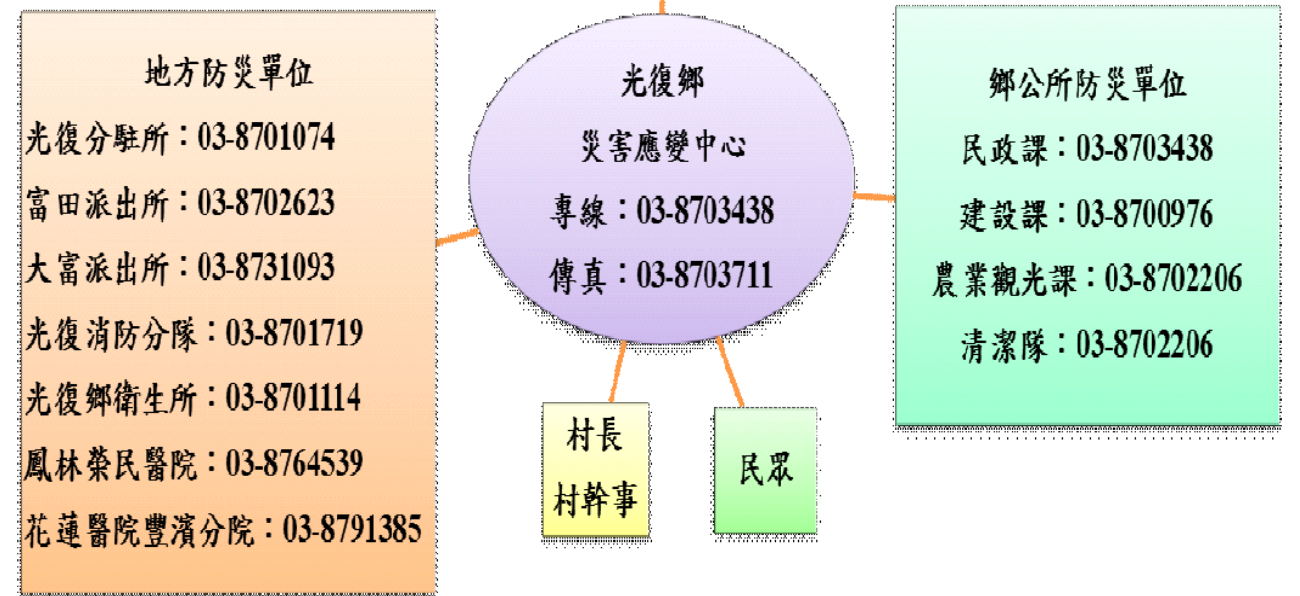 地方防災單位
光復分駐所：03-8701074
富田派出所：03-8702623
大富派出所：03-8731093
光復消防分隊：03-8701719
光復鄉衛生所：03-8701114
鳳林榮民醫院：03-8764539
花蓮醫院豐濱分院：03-8791385
光復鄉
災害應變中心
專線：03-8703438
傳真：03-8703711
村長
村幹事
民眾
鄉公所防災單位
民政課：03-8703438
建設課：03-8700976
農業觀光課：03-8702206
清潔隊：03-8702206